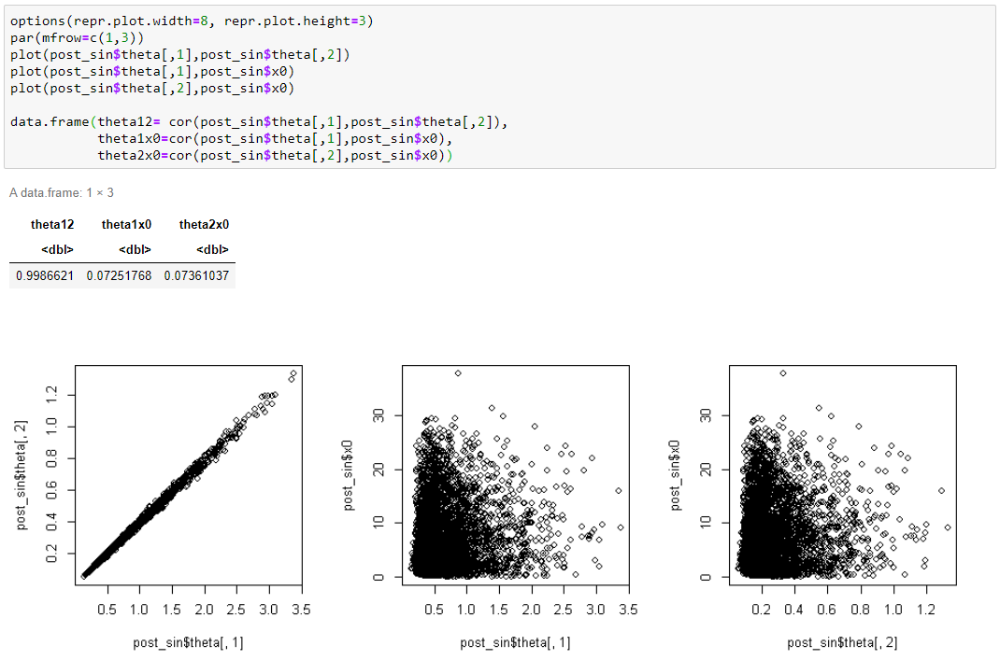 options(repr.plot.width=8, repr.plot.height=3)
par(mfrow=c(1,3))
plot(post_sin$theta[,1],post_sin$theta[,2])
plot(post_sin$theta[,1],post_sin$x0)
plot(post_sin$theta[,2],post_sin$x0)
data.frame(theta12= cor(post_sin$theta[,1],post_sin$theta[,2]),
theta1x0=cor(post_sin$theta[,1],post_sin$x0),
theta2x0=cor(post_sin$theta[,2],post_sin$x0))
A data.frame: 1 × 3
theta12 theta1x0 theta2x0
<dbl> <dbl> <dbl>
0.9986621 0.07251768 0.07361037
post_sin$theta[, 2]
0.2 0.4 0.6 0.8 1.0 1.2
0.5 1.0 1.5 2.0 2.5 3.0 3.5
post_sin$theta[, 1]
post_sin$x0
0 10 20 30
0.5 1.0 1.5 2.0 2.5 3.0 3.5
post_sin$theta[, 1]
post_sin$x0
0 10 20 30
0.2 0.4 0.6 0.8 1.0 1.2
post_sin$theta[, 2]